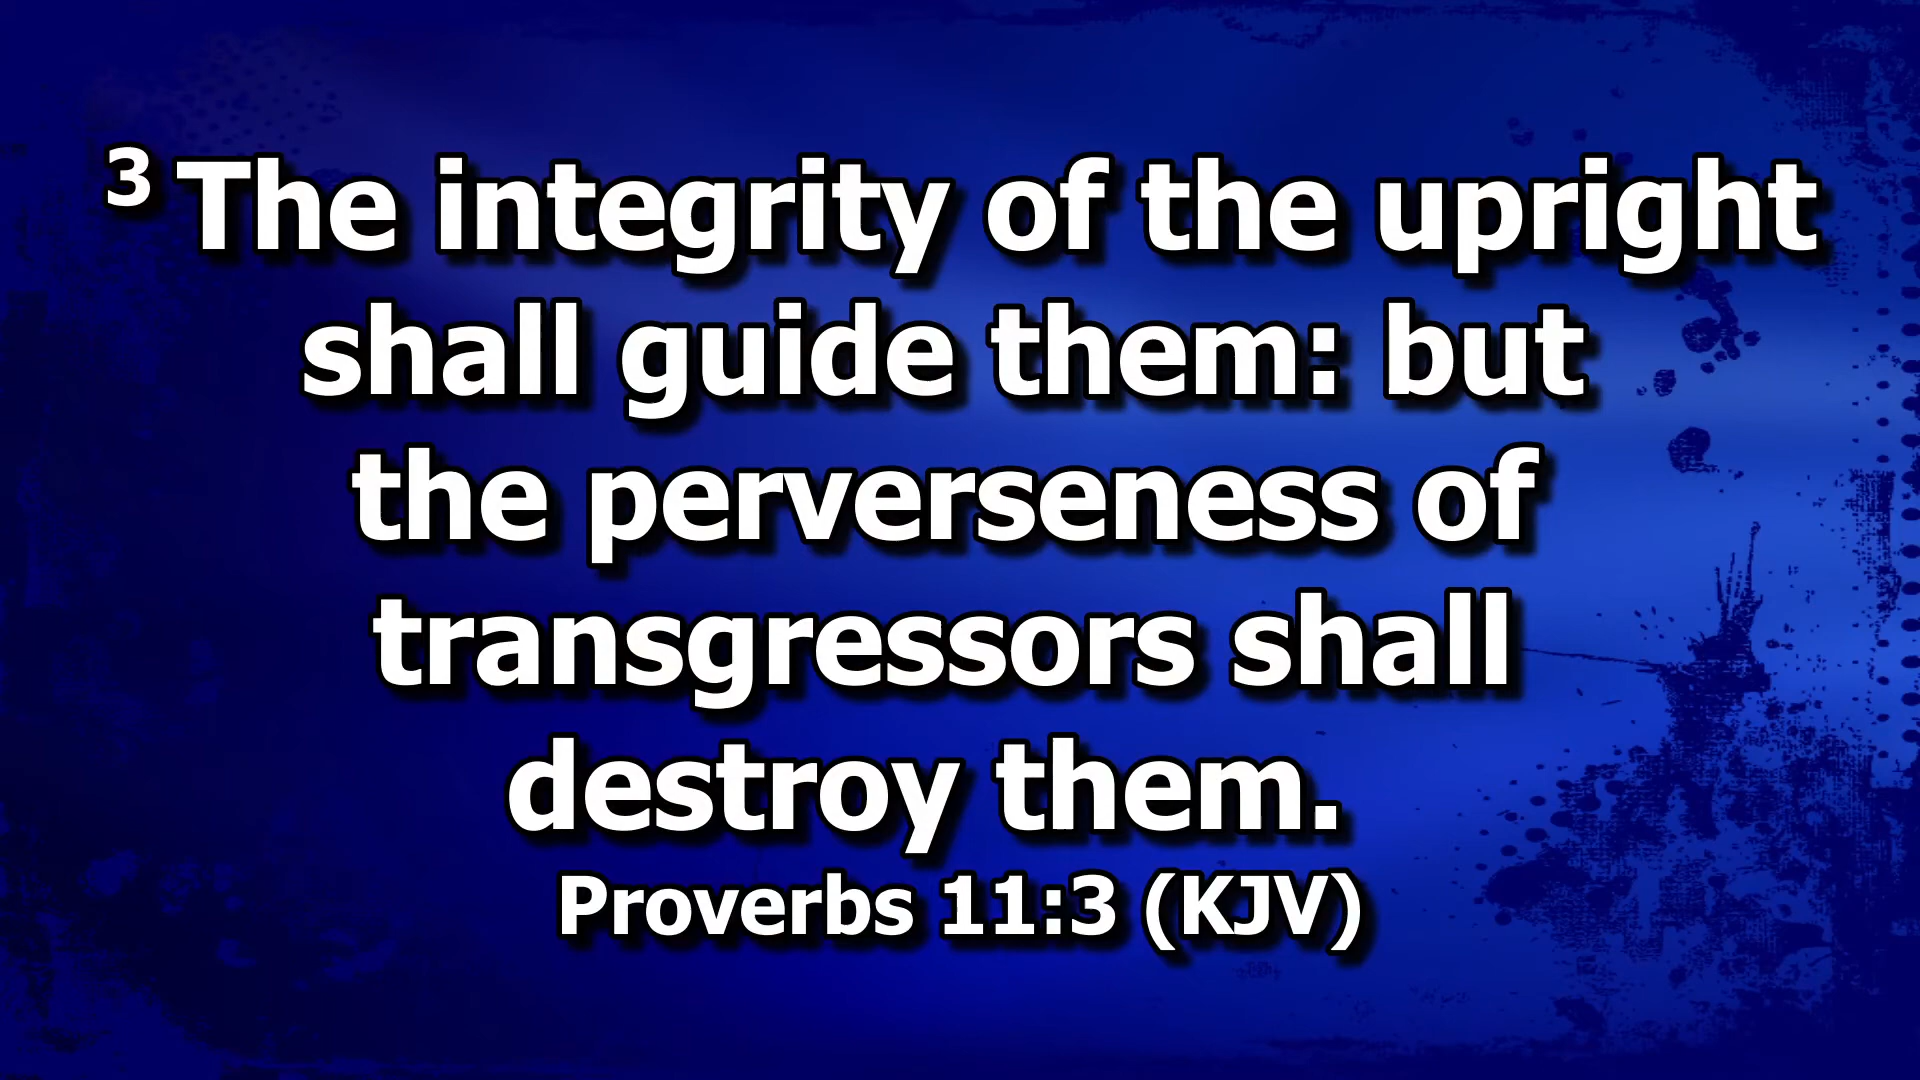 3 The integrity of the upright
shall guide them: but
the perverseness of
transgressors shall
destroy them.
Proverbs 11:3 (KJV)